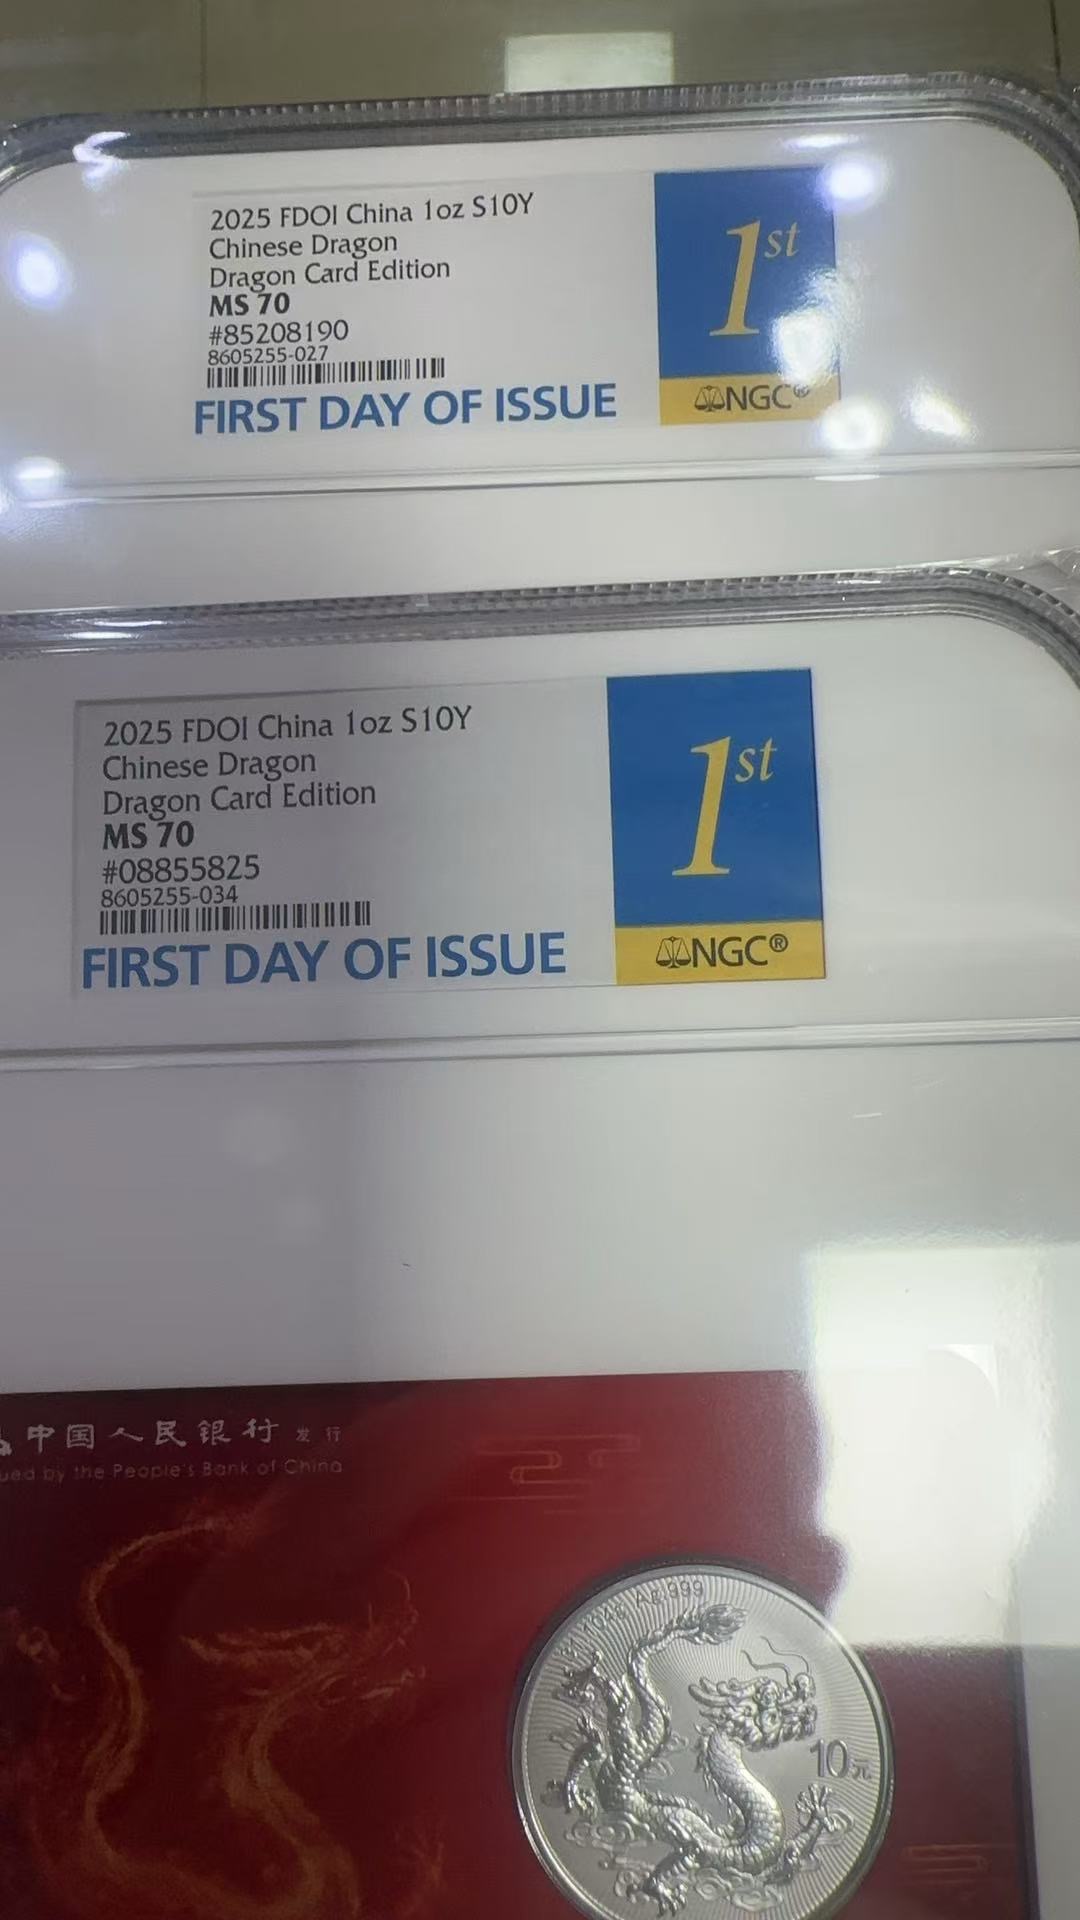 2025 FDOI China 1oz S10Y
Chinese Dragon
Dragon Card Edition
MS 70
#85208190
8605255-027
FIRST DAY OF ISSUE
1st
NGC®
2025 FDOI China 1oz S10Y
Chinese Dragon
Dragon Card Edition
MS 70
#08855825
8605255-034
FIRST DAY OF ISSUE
1st
NGC®
中国人民银行 发行
ued by the People's Bank of China
Ag 999
10元